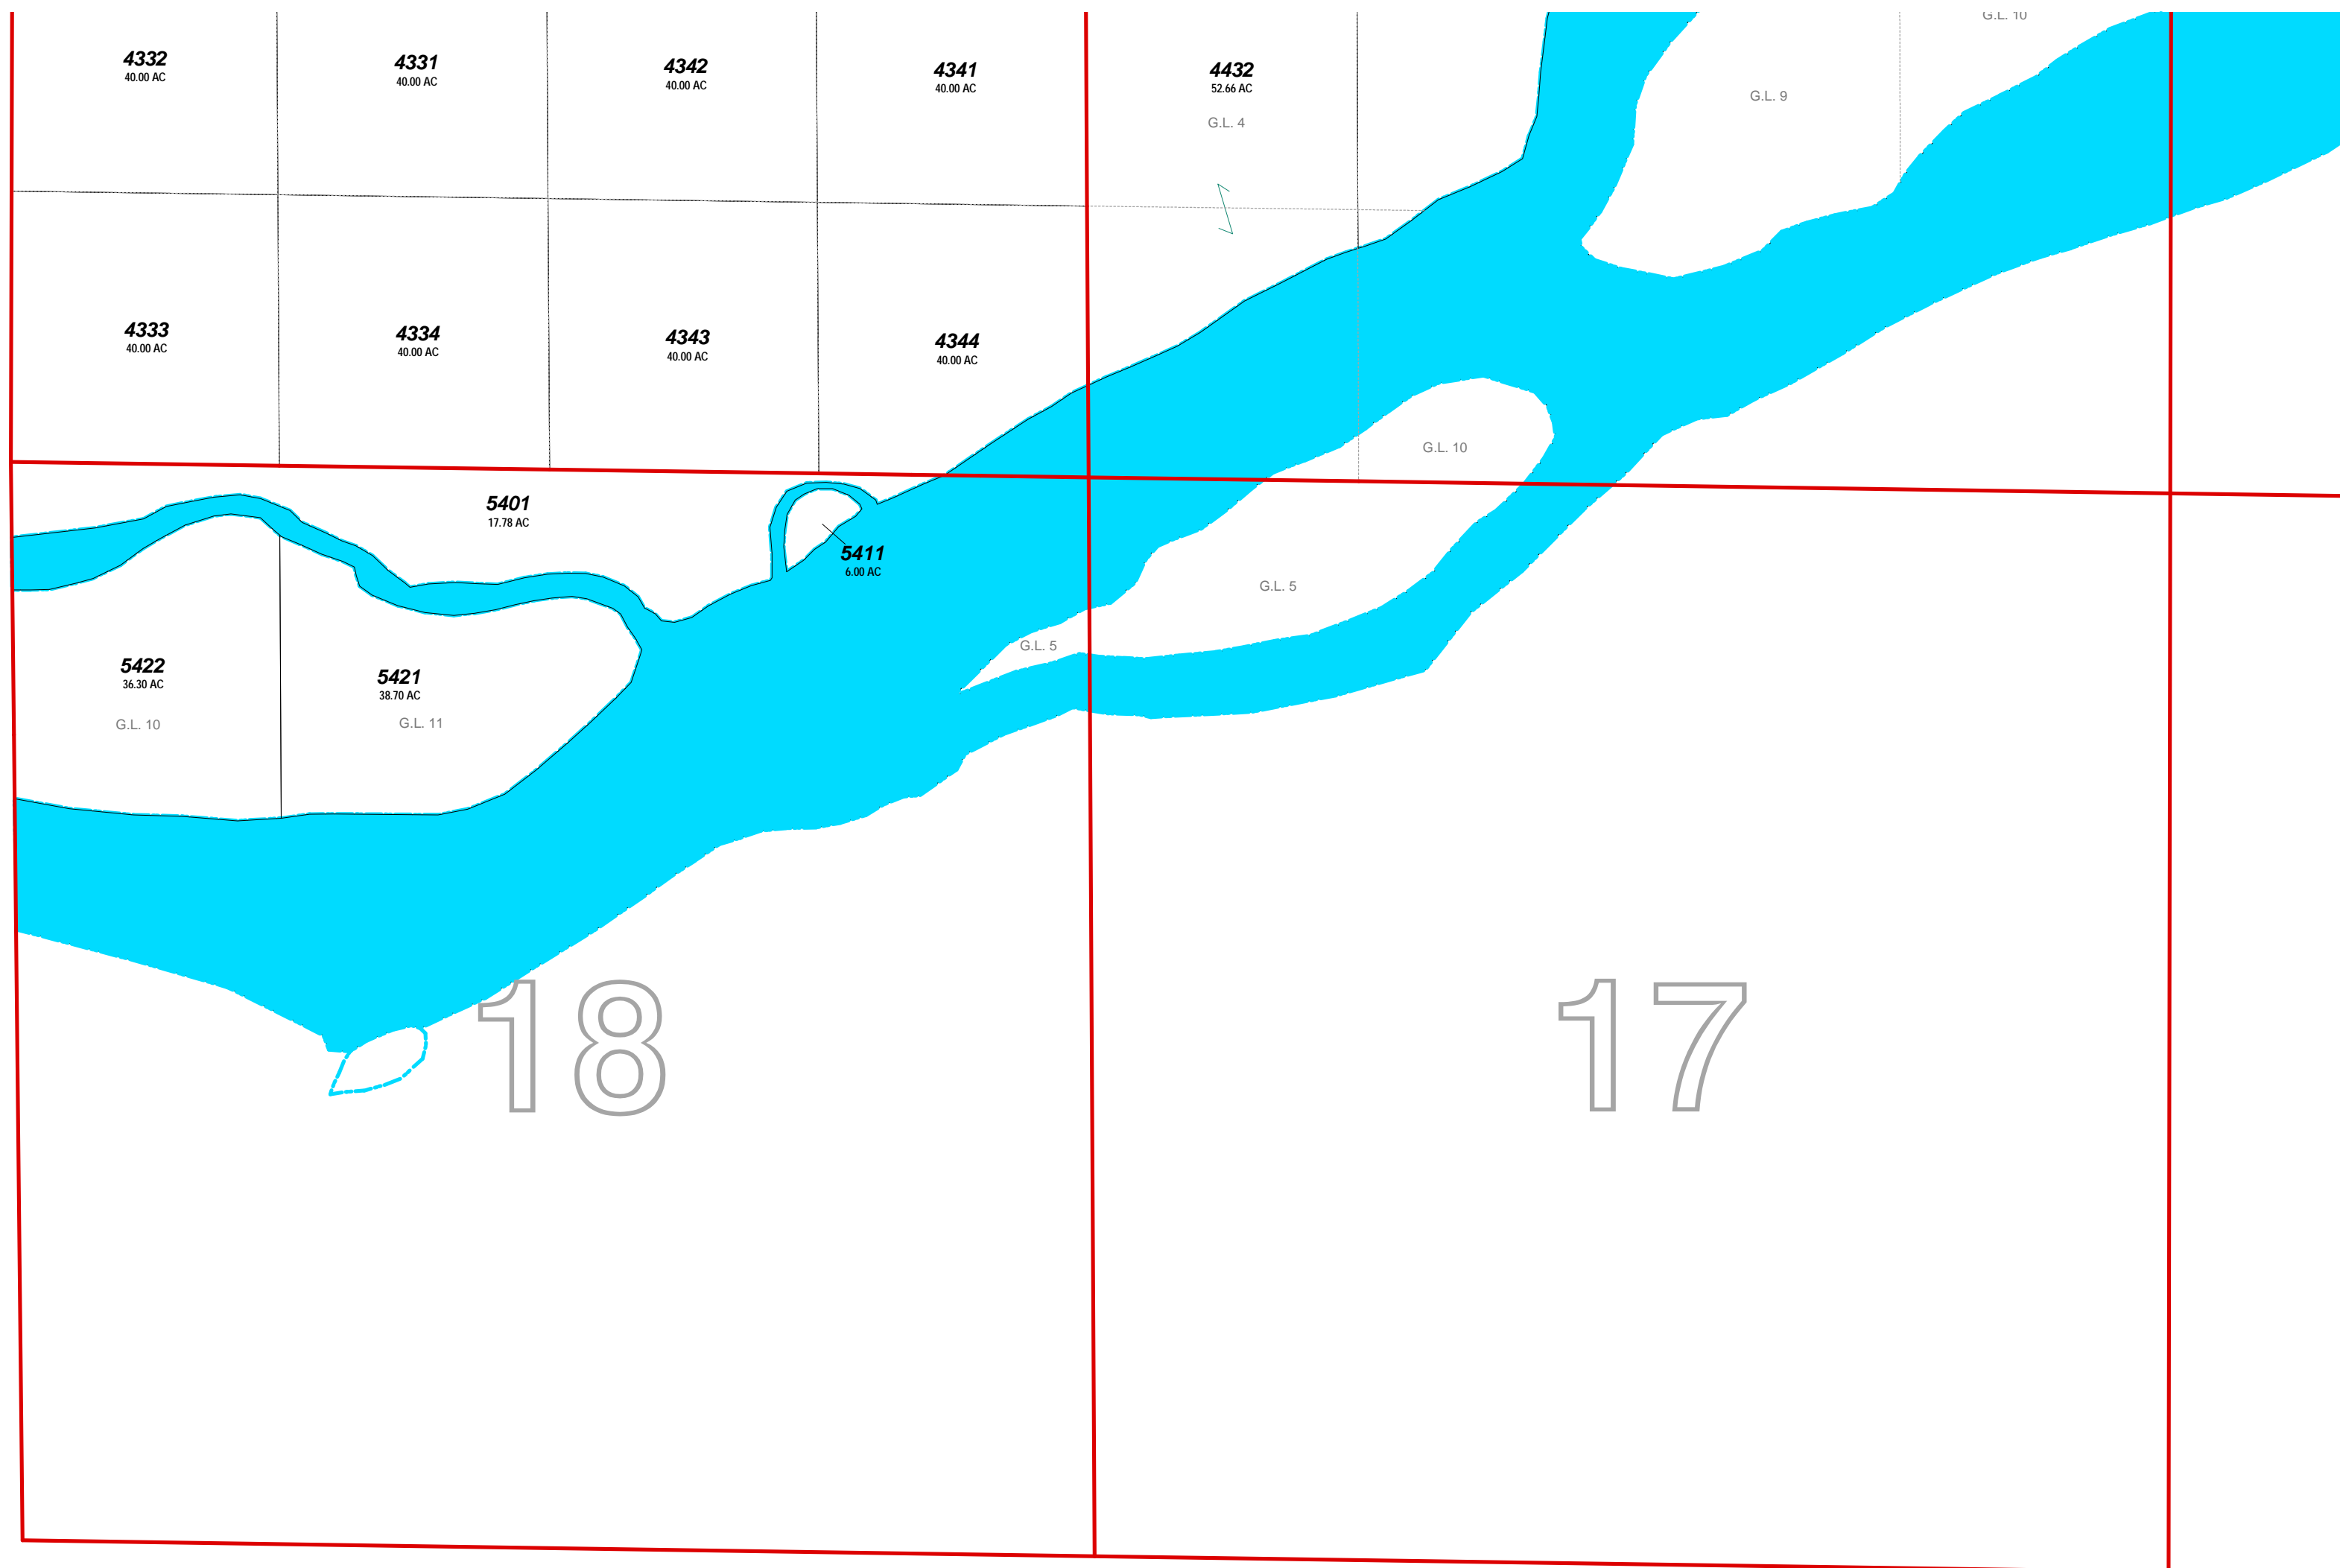 G.L. 10
4332
40.00 AC
4331
40.00 AC
4342
40.00 AC
4341
40.00 AC
4432
52.66 AC
G.L. 4
G.L. 9
4333
40.00 AC
4334
40.00 AC
4343
40.00 AC
4344
40.00 AC
G.L. 10
5401
17.78 AC
5411
6.00 AC
G.L. 5
G.L. 5
5422
36.30 AC
G.L. 10
5421
38.70 AC
G.L. 11
18
17